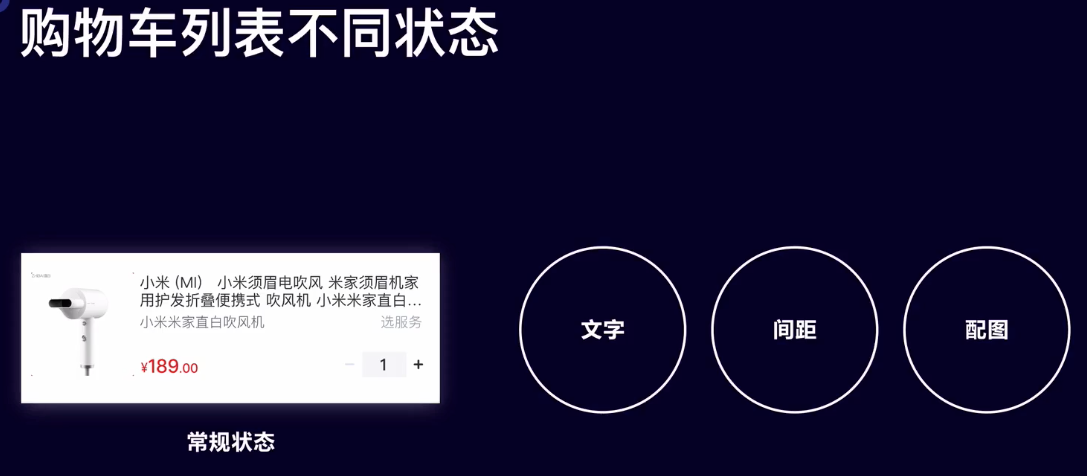 购物车列表不同状态
小米 (MI) 小米须眉电吹风 米家须眉机家
用护发折叠便携式 吹风机 小米米家直白...
小米米家直白吹风机 选服务
¥189.00 − 1 +
常规状态
文字
间距
配图